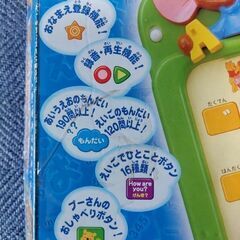 おなまえ登録機能!
録音・再生機能!
あいうえおのもんだい
190問以上!
??
えいごのもんだい
120問以上!
もんだい
えいごでひとことボタン
16種類!
How are
you?
げんき?
プーさんの
おしゃべりボタン!